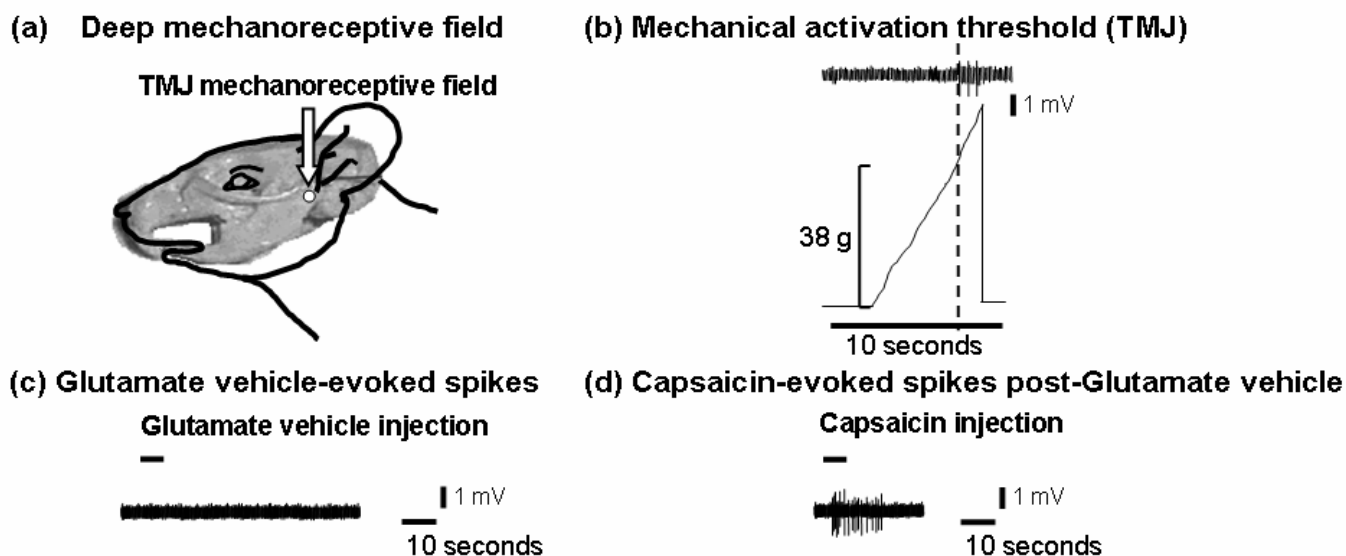 (a) Deep mechanoreceptive field
TMJ mechanoreceptive field
(b) Mechanical activation threshold (TMJ)
1 mV
38 g
10 seconds
(c) Glutamate vehicle-evoked spikes
Glutamate vehicle injection
1 mV
10 seconds
(d) Capsaicin-evoked spikes post-Glutamate vehicle
Capsaicin injection
1 mV
10 seconds